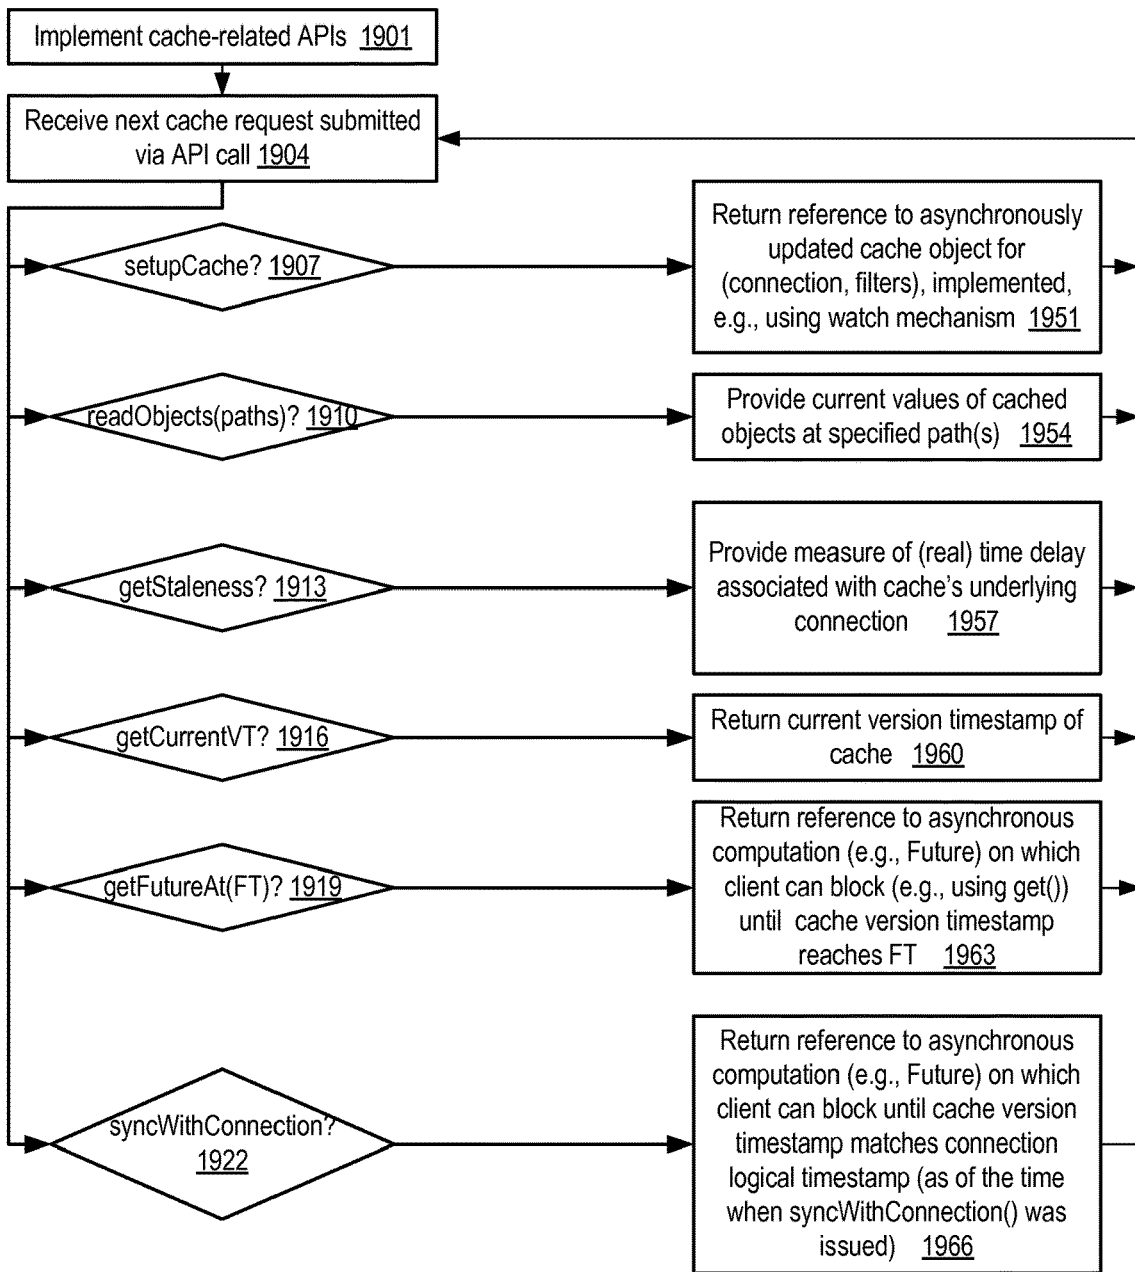 Implement cache-related APIs 1901
Receive next cache request submitted
via API call 1904
setupCache? 1907
Return reference to asynchronously
updated cache object for
(connection, filters), implemented,
e.g., using watch mechanism 1951
readObjects(paths)? 1910
Provide current values of cached
objects at specified path(s) 1954
getStaleness? 1913
Provide measure of (real) time delay
associated with cache's underlying
connection 1957
getCurrentVT? 1916
Return current version timestamp of
cache 1960
getFutureAt(FT)? 1919
Return reference to asynchronous
computation (e.g., Future) on which
client can block (e.g., using get())
until cache version timestamp
reaches FT 1963
syncWithConnection?
1922
Return reference to asynchronous
computation (e.g., Future) on which
client can block until cache version
timestamp matches connection
logical timestamp (as of the time
when syncWithConnection() was
issued) 1966